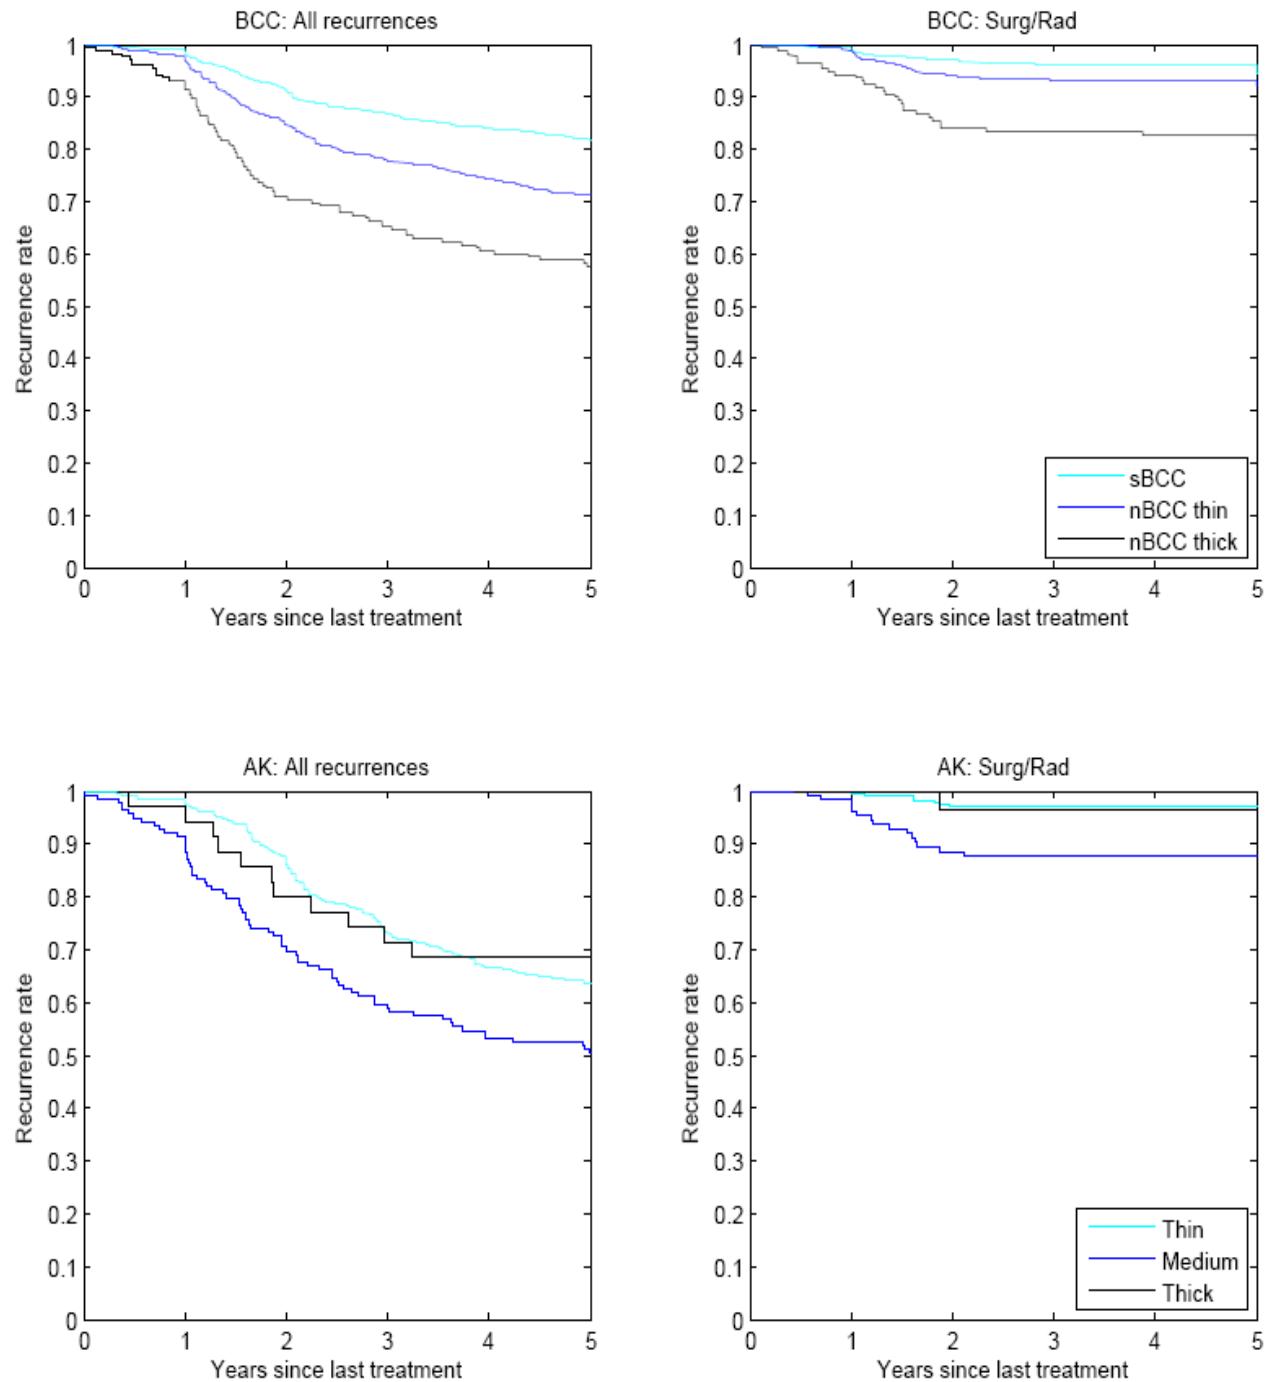 BCC: All recurrences
1
0.9
0.8
0.7
0.6
0.5
0.4
0.3
0.2
0.1
0
Recurrence rate
0 1 2 3 4 5
Years since last treatment
BCC: Surg/Rad
1
0.9
0.8
0.7
0.6
0.5
0.4
0.3
0.2
0.1
0
Recurrence rate
sBCC
nBCC thin
nBCC thick
0 1 2 3 4 5
Years since last treatment
AK: All recurrences
1
0.9
0.8
0.7
0.6
0.5
0.4
0.3
0.2
0.1
0
Recurrence rate
0 1 2 3 4 5
Years since last treatment
AK: Surg/Rad
1
0.9
0.8
0.7
0.6
0.5
0.4
0.3
0.2
0.1
0
Recurrence rate
Thin
Medium
Thick
0 1 2 3 4 5
Years since last treatment